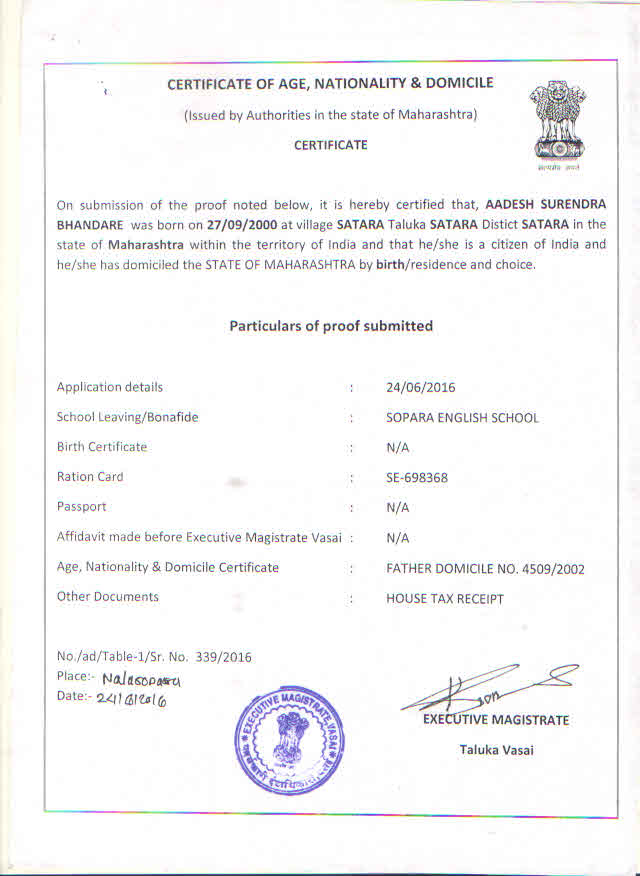 CERTIFICATE OF AGE, NATIONALITY & DOMICILE
(Issued by Authorities in the state of Maharashtra)
CERTIFICATE
सत्यमेव जयते
On submission of the proof noted below, it is hereby certified that, AADESH SURENDRA
BHANDARE was born on 27/09/2000 at village SATARA Taluka SATARA Distict SATARA in the
state of Maharashtra within the territory of India and that he/she is a citizen of India and
he/she has domiciled the STATE OF MAHARASHTRA by birth/residence and choice.
Particulars of proof submitted
Application details : 24/06/2016
School Leaving/Bonafide : SOPARA ENGLISH SCHOOL
Birth Certificate : N/A
Ration Card : SE-698368
Passport : N/A
Affidavit made before Executive Magistrate Vasai : N/A
Age, Nationality & Domicile Certificate : FATHER DOMICILE NO. 4509/2002
Other Documents : HOUSE TAX RECEIPT
No./ad/Table-1/Sr. No. 339/2016
Place:- Nalasopara
Date:- 24/6/2016
EXECUTIVE MAGISTRATE, VASAI
EXECUTIVE MAGISTRATE
Taluka Vasai